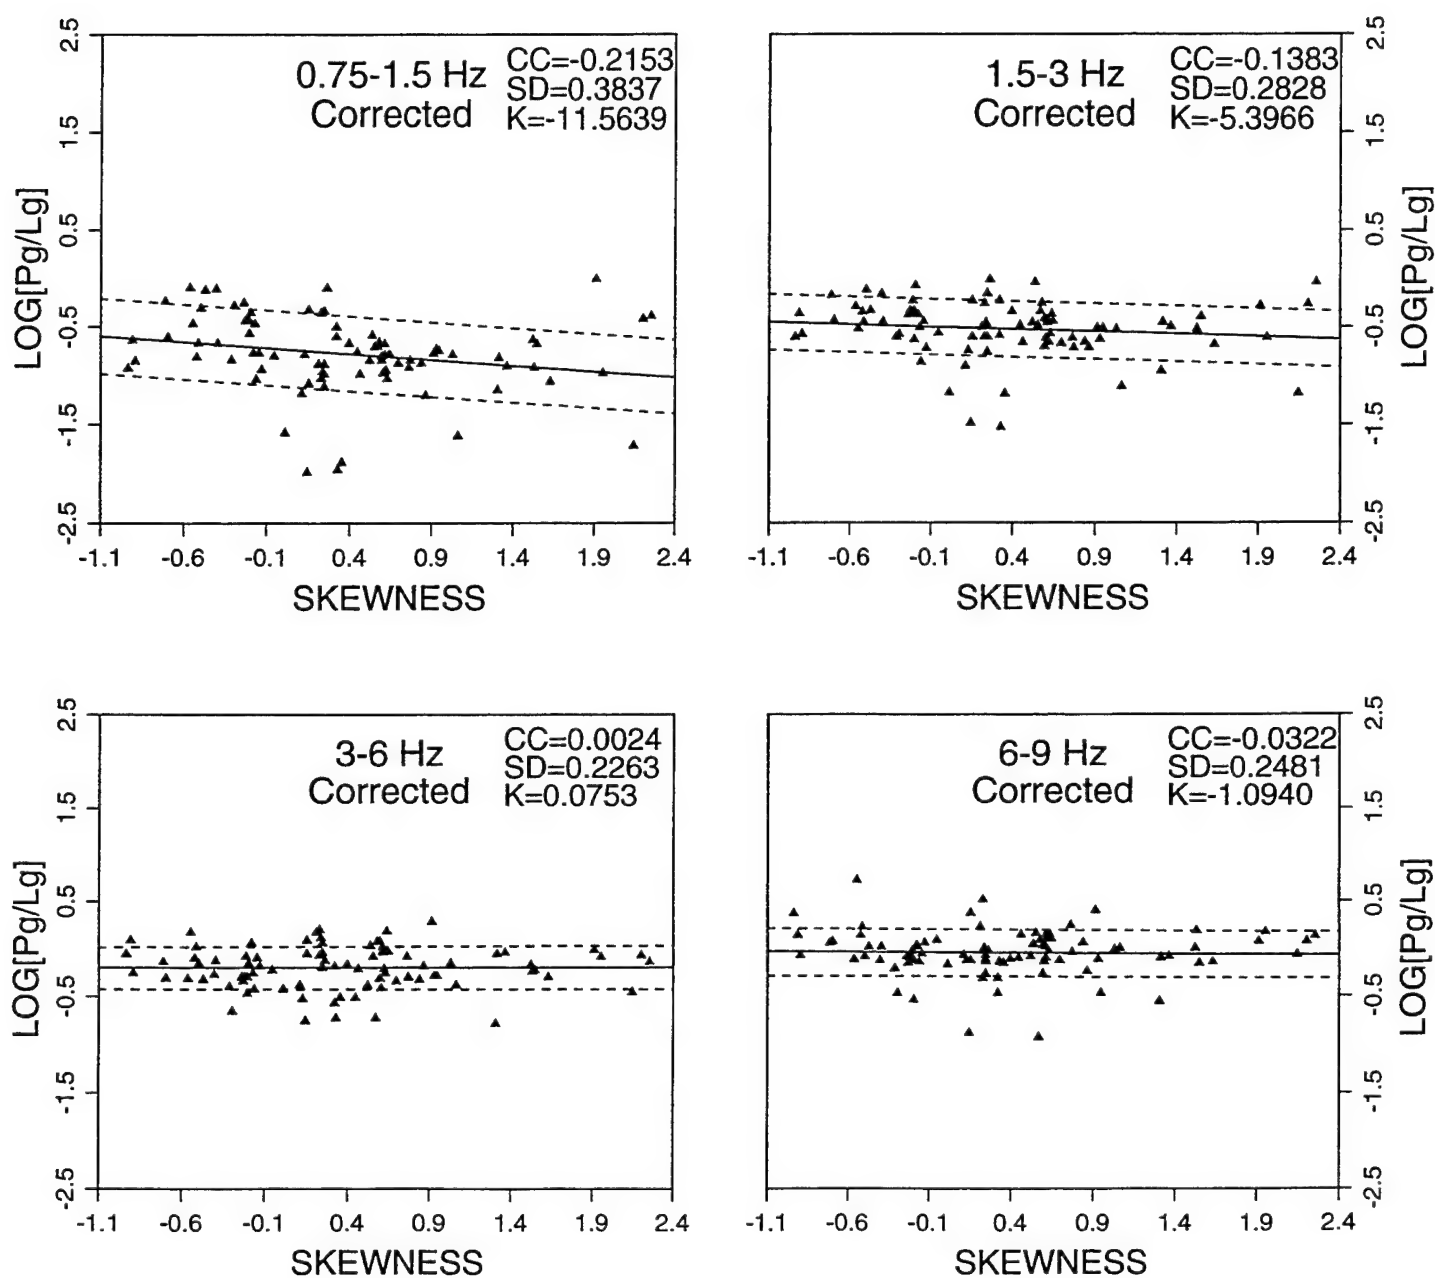 0.75-1.5 Hz
Corrected
CC=-0.2153
SD=0.3837
K=-11.5639
LOG[Pg/Lg]
2.5
1.5
0.5
-0.5
-1.5
-2.5
-1.1 -0.6 -0.1 0.4 0.9 1.4 1.9 2.4
SKEWNESS
1.5-3 Hz
Corrected
CC=-0.1383
SD=0.2828
K=-5.3966
LOG[Pg/Lg]
2.5
1.5
0.5
-0.5
-1.5
-2.5
-1.1 -0.6 -0.1 0.4 0.9 1.4 1.9 2.4
SKEWNESS
3-6 Hz
Corrected
CC=0.0024
SD=0.2263
K=0.0753
LOG[Pg/Lg]
2.5
1.5
0.5
-0.5
-1.5
-2.5
-1.1 -0.6 -0.1 0.4 0.9 1.4 1.9 2.4
SKEWNESS
6-9 Hz
Corrected
CC=-0.0322
SD=0.2481
K=-1.0940
LOG[Pg/Lg]
2.5
1.5
0.5
-0.5
-1.5
-2.5
-1.1 -0.6 -0.1 0.4 0.9 1.4 1.9 2.4
SKEWNESS